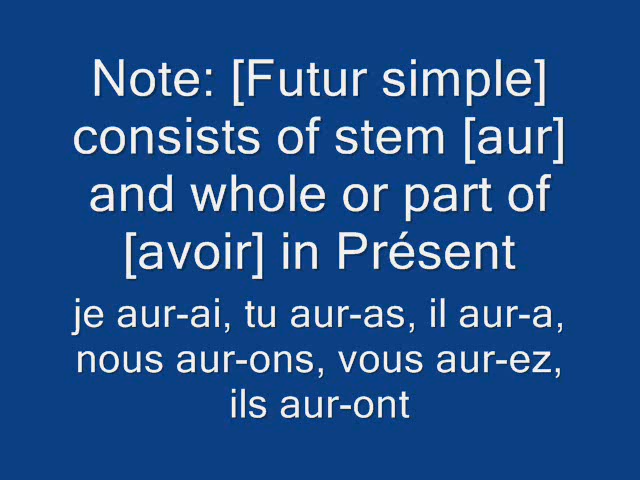 Note: [Futur simple]
consists of stem [aur]
and whole or part of
[avoir] in Présent
je aur-ai, tu aur-as, il aur-a,
nous aur-ons, vous aur-ez,
ils aur-ont